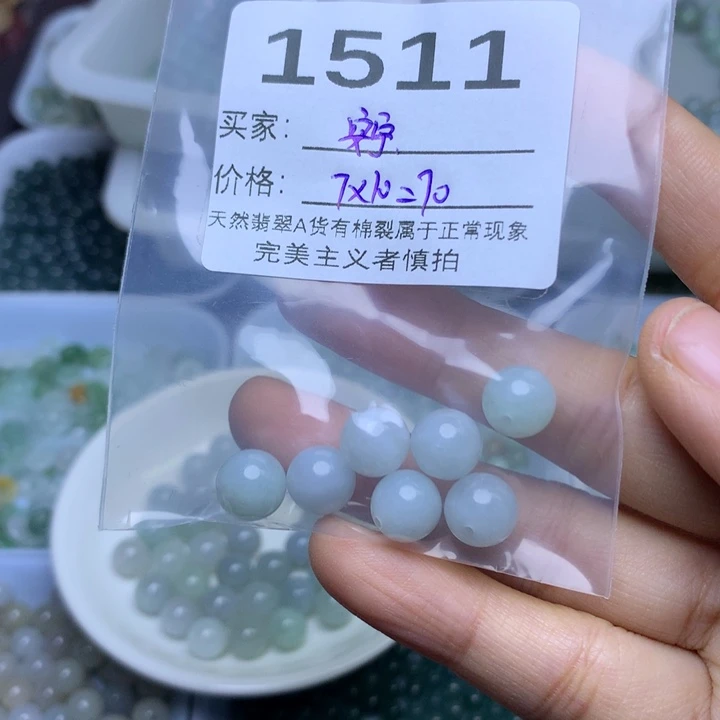 1511
买家:
价格: 7x10=70
天然翡翠A货有棉裂属于正常现象
完美主义者慎拍